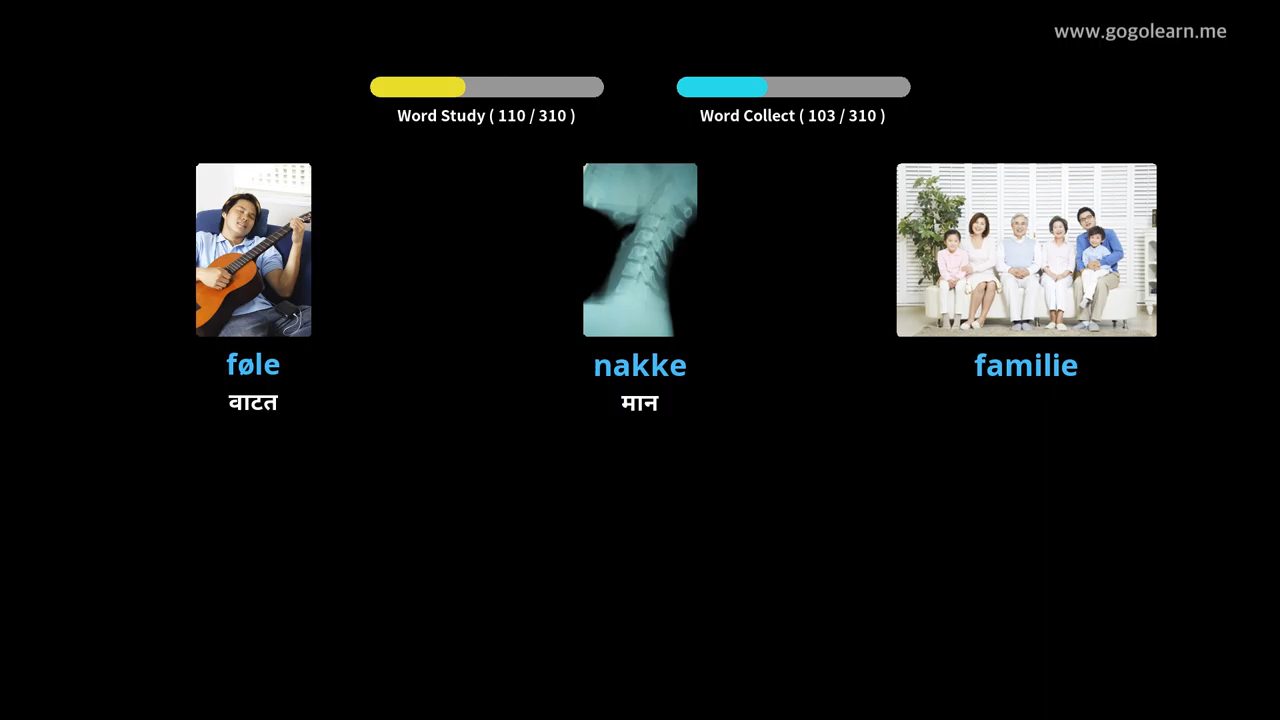 www.gogolearn.me
Word Study ( 110 / 310 )
Word Collect ( 103 / 310 )
føle
nakke
familie
वाटत
मान